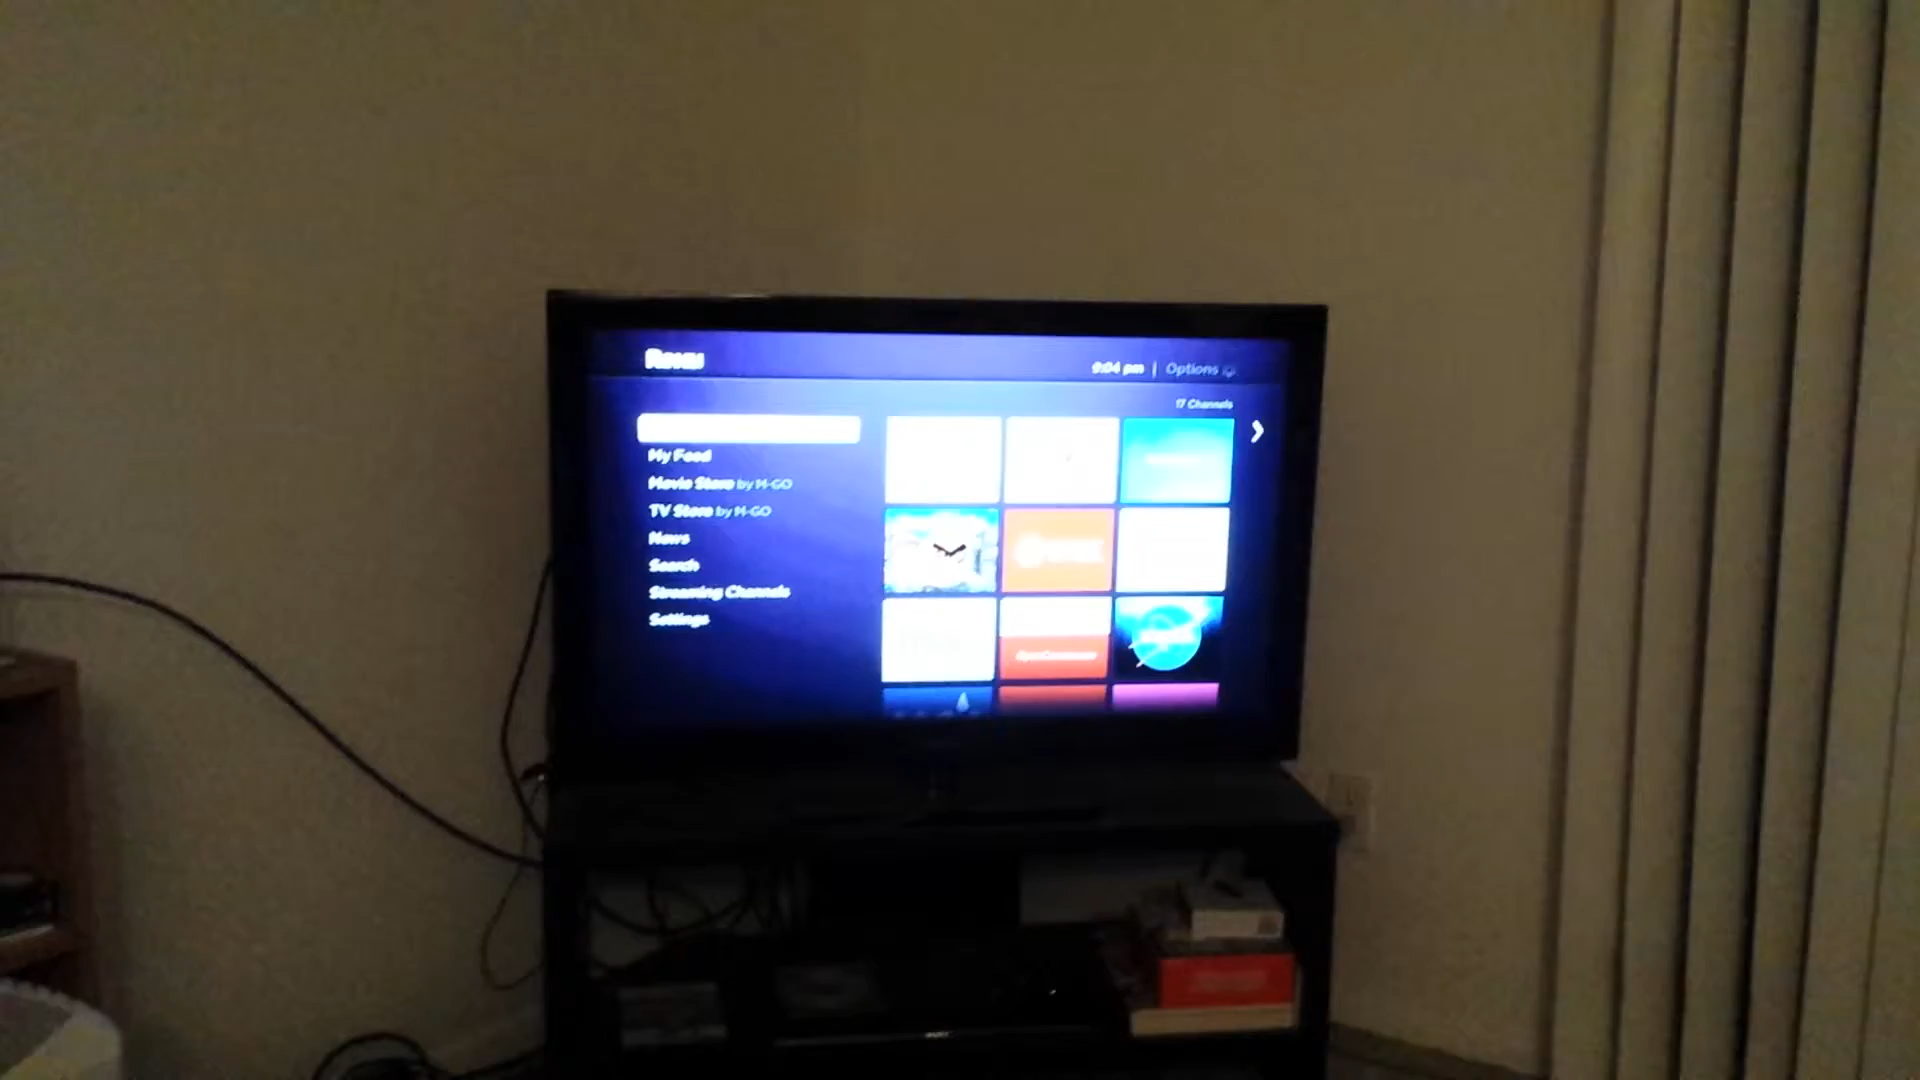 Roku
9:04 pm | Options
17 Channels
My Feed
Movie Store by M-GO
TV Store by M-GO
News
Search
Streaming Channels
Settings